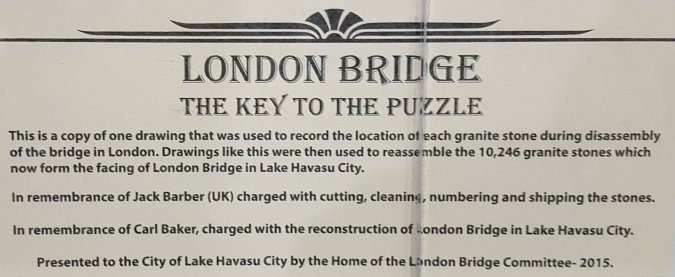 LONDON BRIDGE
THE KEY TO THE PUZZLE
This is a copy of one drawing that was used to record the location of each granite stone during disassembly
of the bridge in London. Drawings like this were then used to reassemble the 10,246 granite stones which
now form the facing of London Bridge in Lake Havasu City.
In remembrance of Jack Barber (UK) charged with cutting, cleaning, numbering and shipping the stones.
In remembrance of Carl Baker, charged with the reconstruction of London Bridge in Lake Havasu City.
Presented to the City of Lake Havasu City by the Home of the London Bridge Committee- 2015.